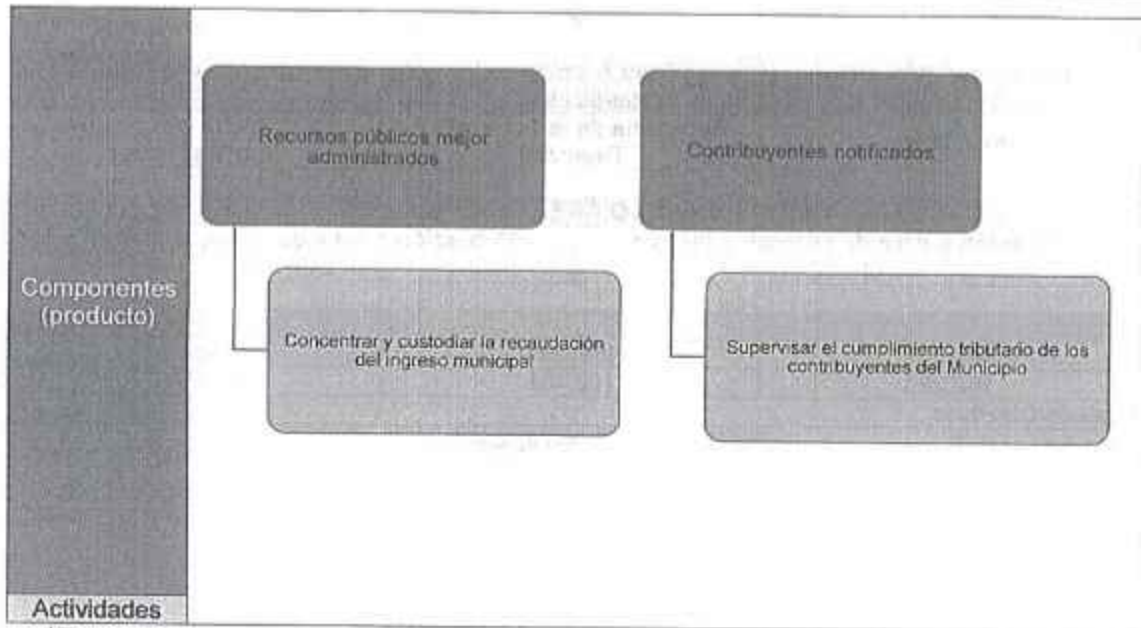 Recursos públicos mejor
administrados
Contribuyentes notificados
Componentes
(producto)
Concentrar y custodiar la recaudación
del ingreso municipal
Supervisar el cumplimiento tributario de los
contribuyentes del Municipio
Actividades